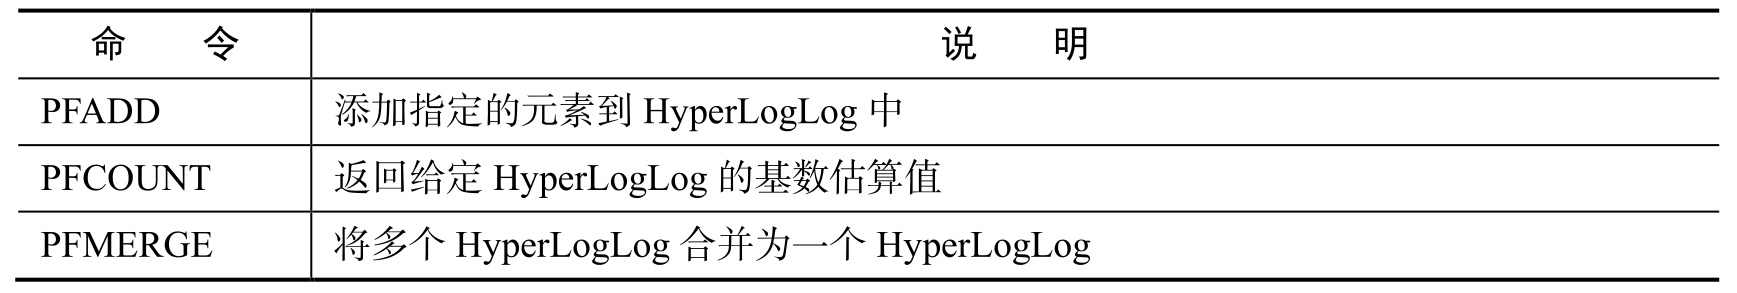 命 令 说 明
PFADD 添加指定的元素到 HyperLogLog 中
PFCOUNT 返回给定 HyperLogLog 的基数估算值
PFMERGE 将多个 HyperLogLog 合并为一个 HyperLogLog